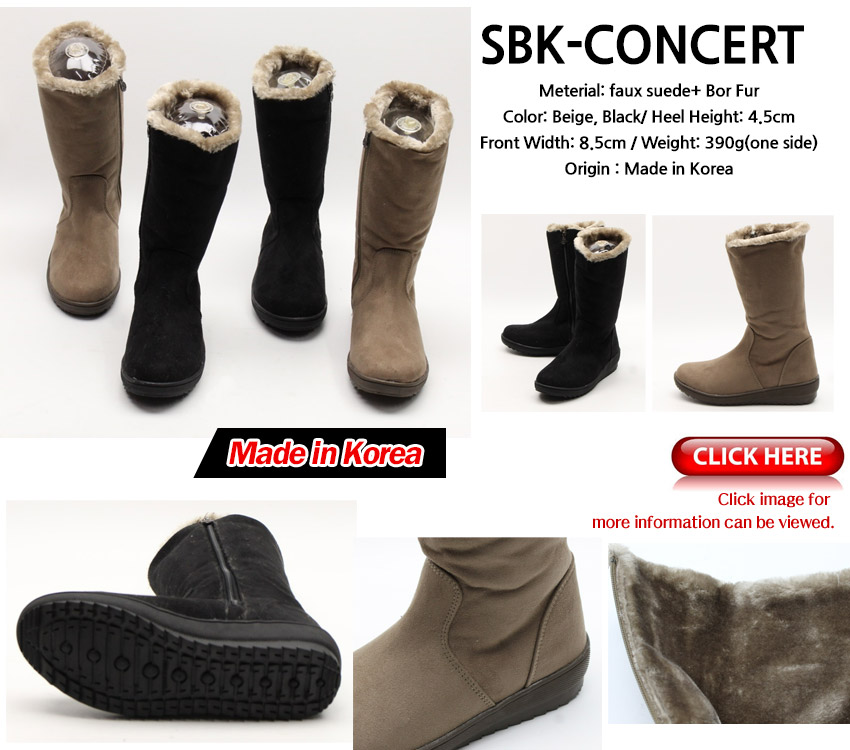 SBK-CONCERT
Meterial: faux suede+ Bor Fur
Color: Beige, Black/ Heel Height: 4.5cm
Front Width: 8.5cm / Weight: 390g(one side)
Origin : Made in Korea
Made in Korea
CLICK HERE
Click image for
more information can be viewed.